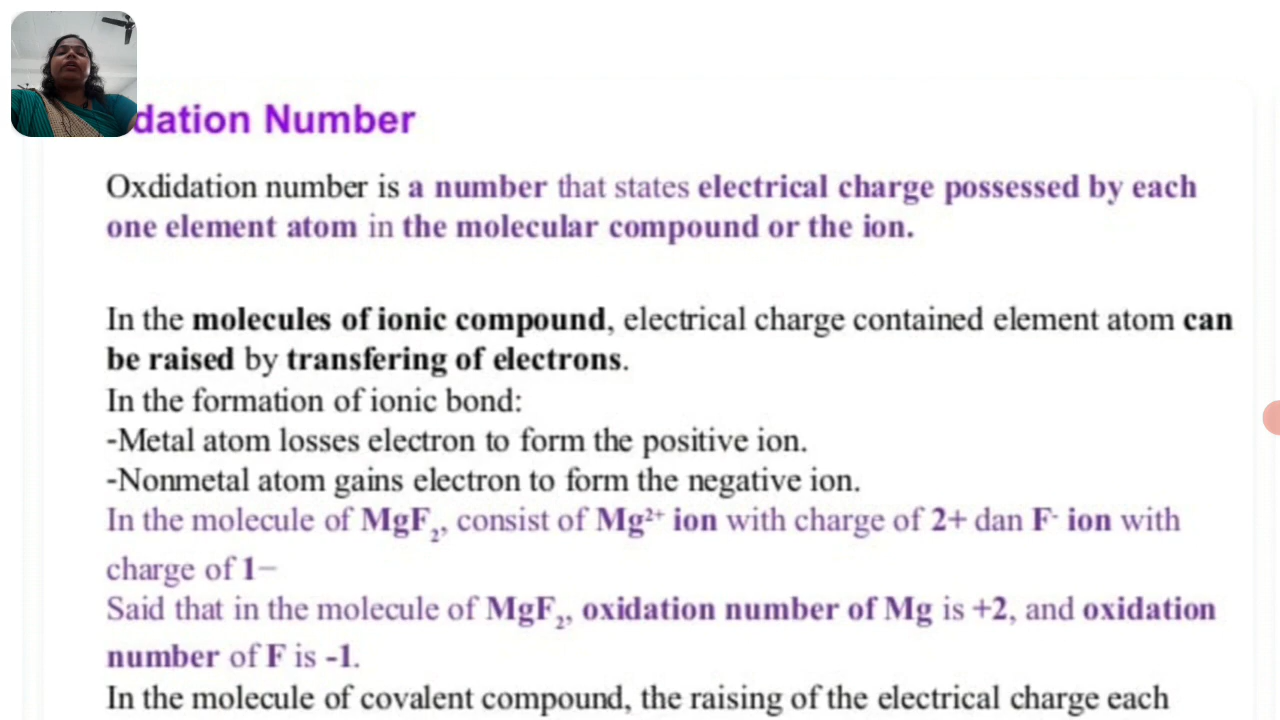 dation Number
Oxdidation number is a number that states electrical charge possessed by each
one element atom in the molecular compound or the ion.
In the molecules of ionic compound, electrical charge contained element atom can
be raised by transfering of electrons.
In the formation of ionic bond:
-Metal atom losses electron to form the positive ion.
-Nonmetal atom gains electron to form the negative ion.
In the molecule of MgF₂, consist of Mg²⁺ ion with charge of 2+ dan F⁻ ion with
charge of 1−
Said that in the molecule of MgF₂, oxidation number of Mg is +2, and oxidation
number of F is -1.
In the molecule of covalent compound, the raising of the electrical charge each